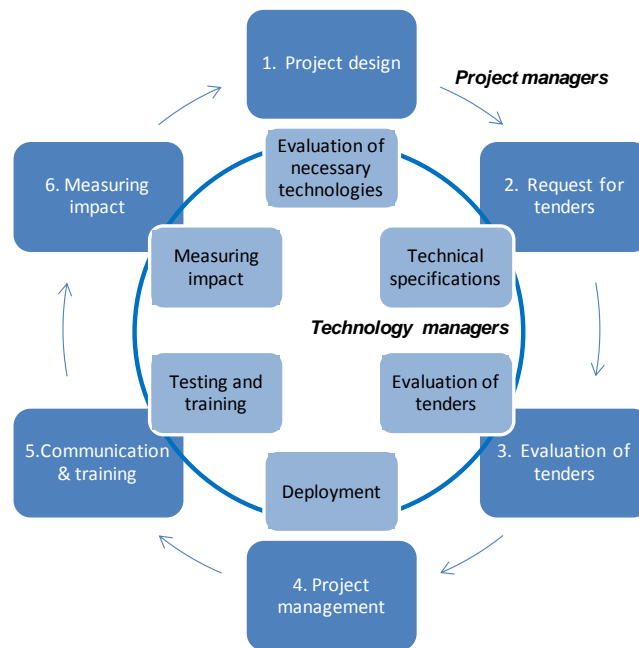 1. Project design
Project managers
Evaluation of
necessary
technologies
6. Measuring
impact
2. Request for
tenders
Measuring
impact
Technical
specifications
Technology managers
Testing and
training
Evaluation of
tenders
5.Communication
& training
3. Evaluation of
tenders
Deployment
4. Project
management